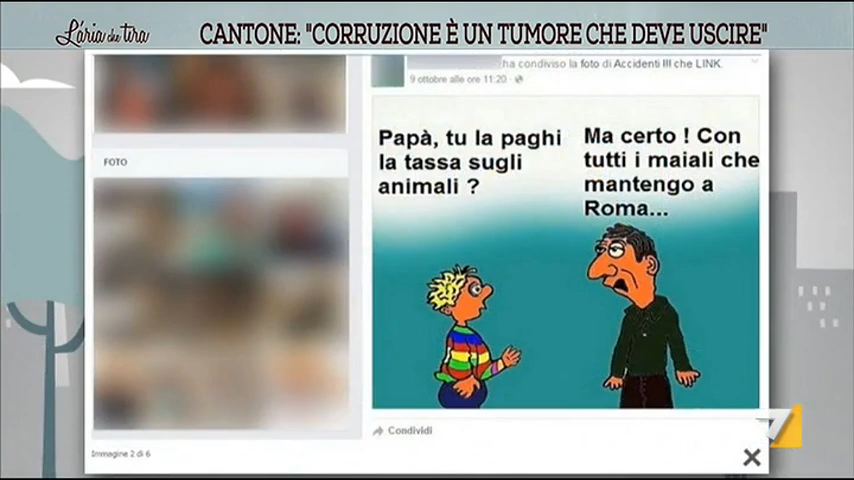 L'aria che tira
CANTONE: "CORRUZIONE È UN TUMORE CHE DEVE USCIRE"
ha condiviso la foto di Accidenti !!! che LINK.
9 ottobre alle ore 11:20
FOTO
Papà, tu la paghi
la tassa sugli
animali ?
Ma certo ! Con
tutti i maiali che
mantengo a
Roma...
Condividi
Immagine 2 di 6
7